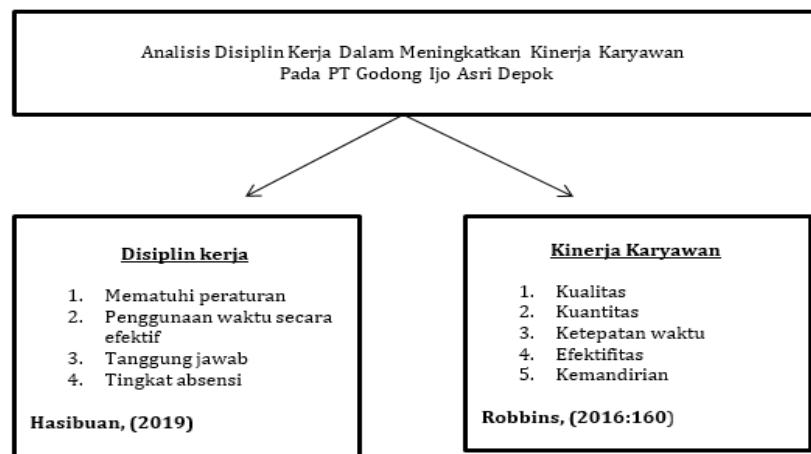 Analisis Disiplin Kerja Dalam Meningkatkan Kinerja Karyawan
Pada PT Godong Ijo Asri Depok
Disiplin kerja
1. Mematuhi peraturan
2. Penggunaan waktu secara
efektif
3. Tanggung jawab
4. Tingkat absensi
Hasibuan, (2019)
Kinerja Karyawan
1. Kualitas
2. Kuantitas
3. Ketepatan waktu
4. Efektifitas
5. Kemandirian
Robbins, (2016:160)